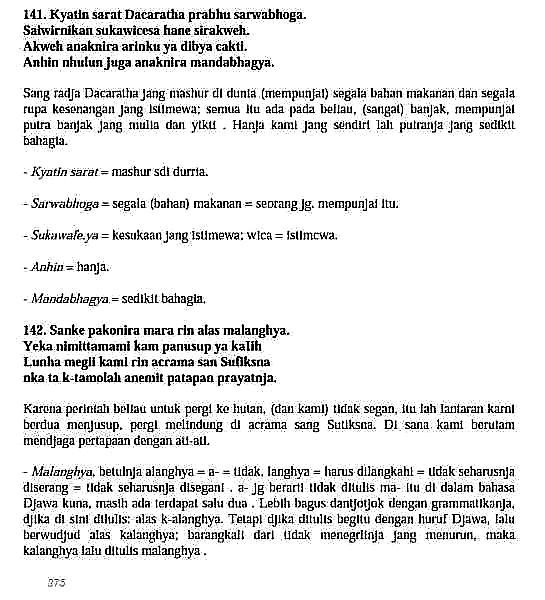 141. Kyatin sarat Dacaratha prabhu sarwabhoga.
Saiwirnikan sukawicesa hane sirakweh.
Akweh anaknira arinku ya dibya cakti.
Anhin nhulun juga anaknira mandabhagya.
Sang radja Dacaratha jang mashur di dunia (mempunjai) segala bahan makanan dan segala
rupa kesenangan jang istimewa; semua itu ada pada beliau, (sangat) banjak, mempunjai
putra banjak jang mulia dan yikti . Hanja kami jang sendiri lah putranja jang sedikit
bahagia.
- Kyatin sarat = mashur sdi durria.
- Sarwabhoga = segala (bahan) makanan = seorang jg. mempunjai itu.
- Sukawafe.ya = kesukaan jang istimewa; wica = istimcwa.
- Anhin = hanja.
- Mandabhagya = sedikit bahagia.
142. Sanke pakonira mara rin alas malanghya.
Yeka nimittamami kam panusup ya kalih
Lunha megii kami rin acrama san Sutiksna
nka ta k-tamolah anemit patapan prayatnja.
Karena perintah beliau untuk pergi ke hutan, (dan kami) tidak segan, itu lah lantaran karni
berdua menjusup, pergi melindung di acrama sang Sutiksna. Di sana kami berulam
mendjaga pertapaan dengan ati-ati.
- Malanghya, betulnja alanghya = a- = tidak, langhya = harus dilangkahi = tidak seharusnja
diserang = tidak seharusnja disegani . a- jg berarti tidak ditulis ma- itu di dalam bahasa
Djawa kuna, masih ada terdapat satu dua . Lebih bagus dantjotjok dengan grammatikanja,
djika di sini ditulis: alas k-alanghya. Tetapi djika ditulis begitu dengan huruf Djawa, lalu
berwudjud alas kalanghya; barangkali dari tidak menegriinja jang menurun, maka
kalanghya lalu ditulis malanghya .
375